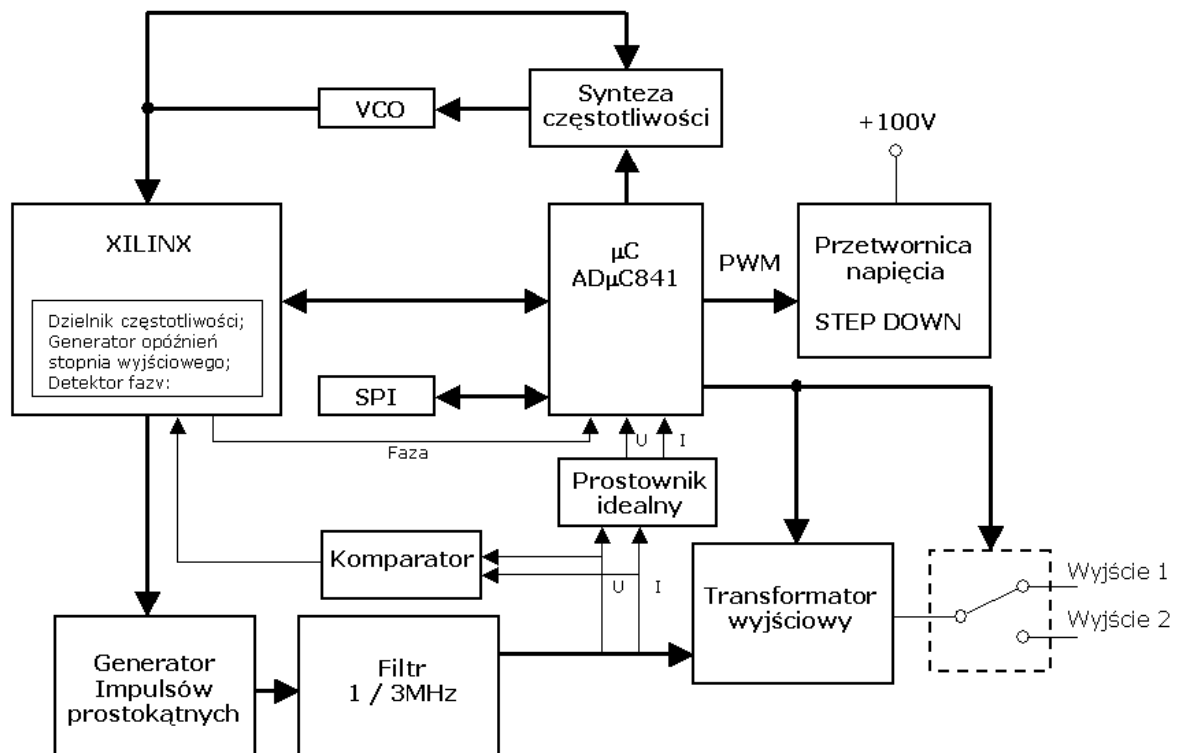 Synteza
częstotliwości
VCO
+100V
XILINX
Dzielnik częstotliwości;
Generator opóźnień
stopnia wyjściowego;
Detektor fazy:
µC
ADµC841
PWM
Przetwornica
napięcia
STEP DOWN
SPI
Faza
U
I
Prostownik
idealny
Komparator
U
I
Transformator
wyjściowy
Wyjście 1
Wyjście 2
Generator
Impulsów
prostokątnych
Filtr
1 / 3MHz